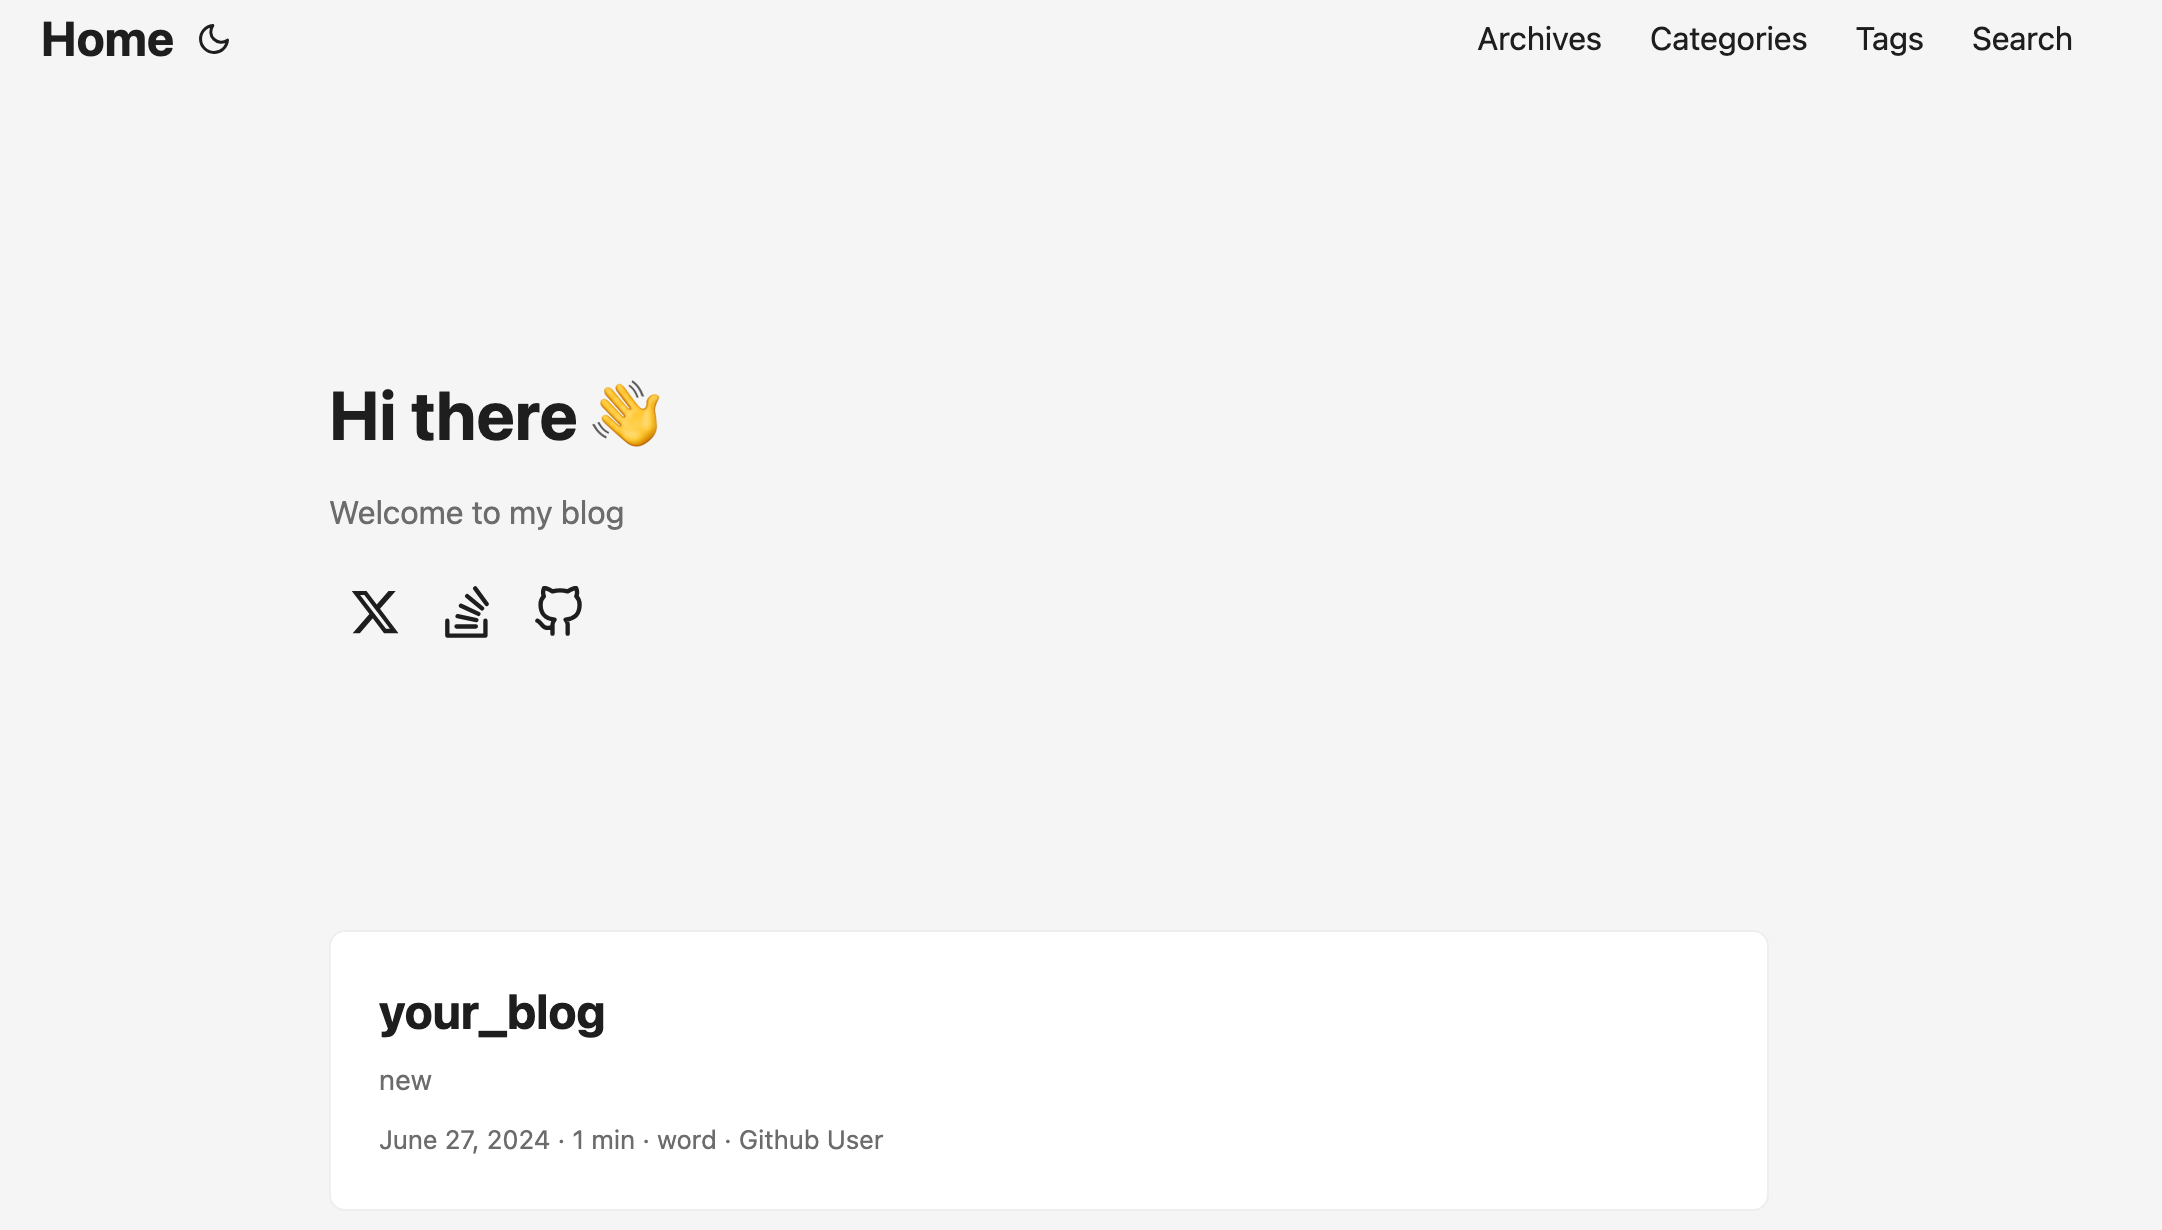 Home
Archives Categories Tags Search
Hi there 👋
Welcome to my blog
your_blog
new
June 27, 2024 · 1 min · word · Github User